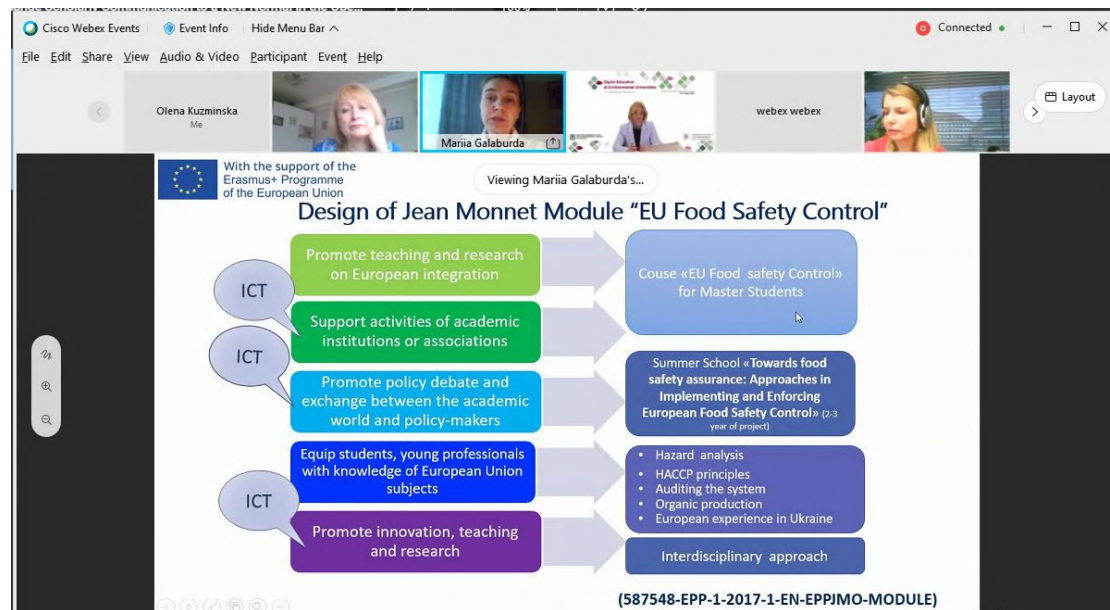 Cisco Webex Events
Event Info
Hide Menu Bar
Connected
File Edit Share View Audio & Video Participant Event Help
Olena Kuzminska
Me
Mariia Galaburda
Digital Education
at Environmental Universities
webex webex
Layout
With the support of the
Erasmus+ Programme
of the European Union
Viewing Mariia Galaburda's...
Design of Jean Monnet Module "EU Food Safety Control"
ICT
ICT
ICT
Promote teaching and research
on European integration
Support activities of academic
institutions or associations
Promote policy debate and
exchange between the academic
world and policy-makers
Equip students, young professionals
with knowledge of European Union
subjects
Promote innovation, teaching
and research
Couse «EU Food safety Control»
for Master Students
Summer School «Towards food
safety assurance: Approaches in
Implementing and Enforcing
European Food Safety Control» (2-3
year of project)
• Hazard analysis
• HACCP principles
• Auditing the system
• Organic production
• European experience in Ukraine
Interdisciplinary approach
(587548-EPP-1-2017-1-EN-EPPJMO-MODULE)